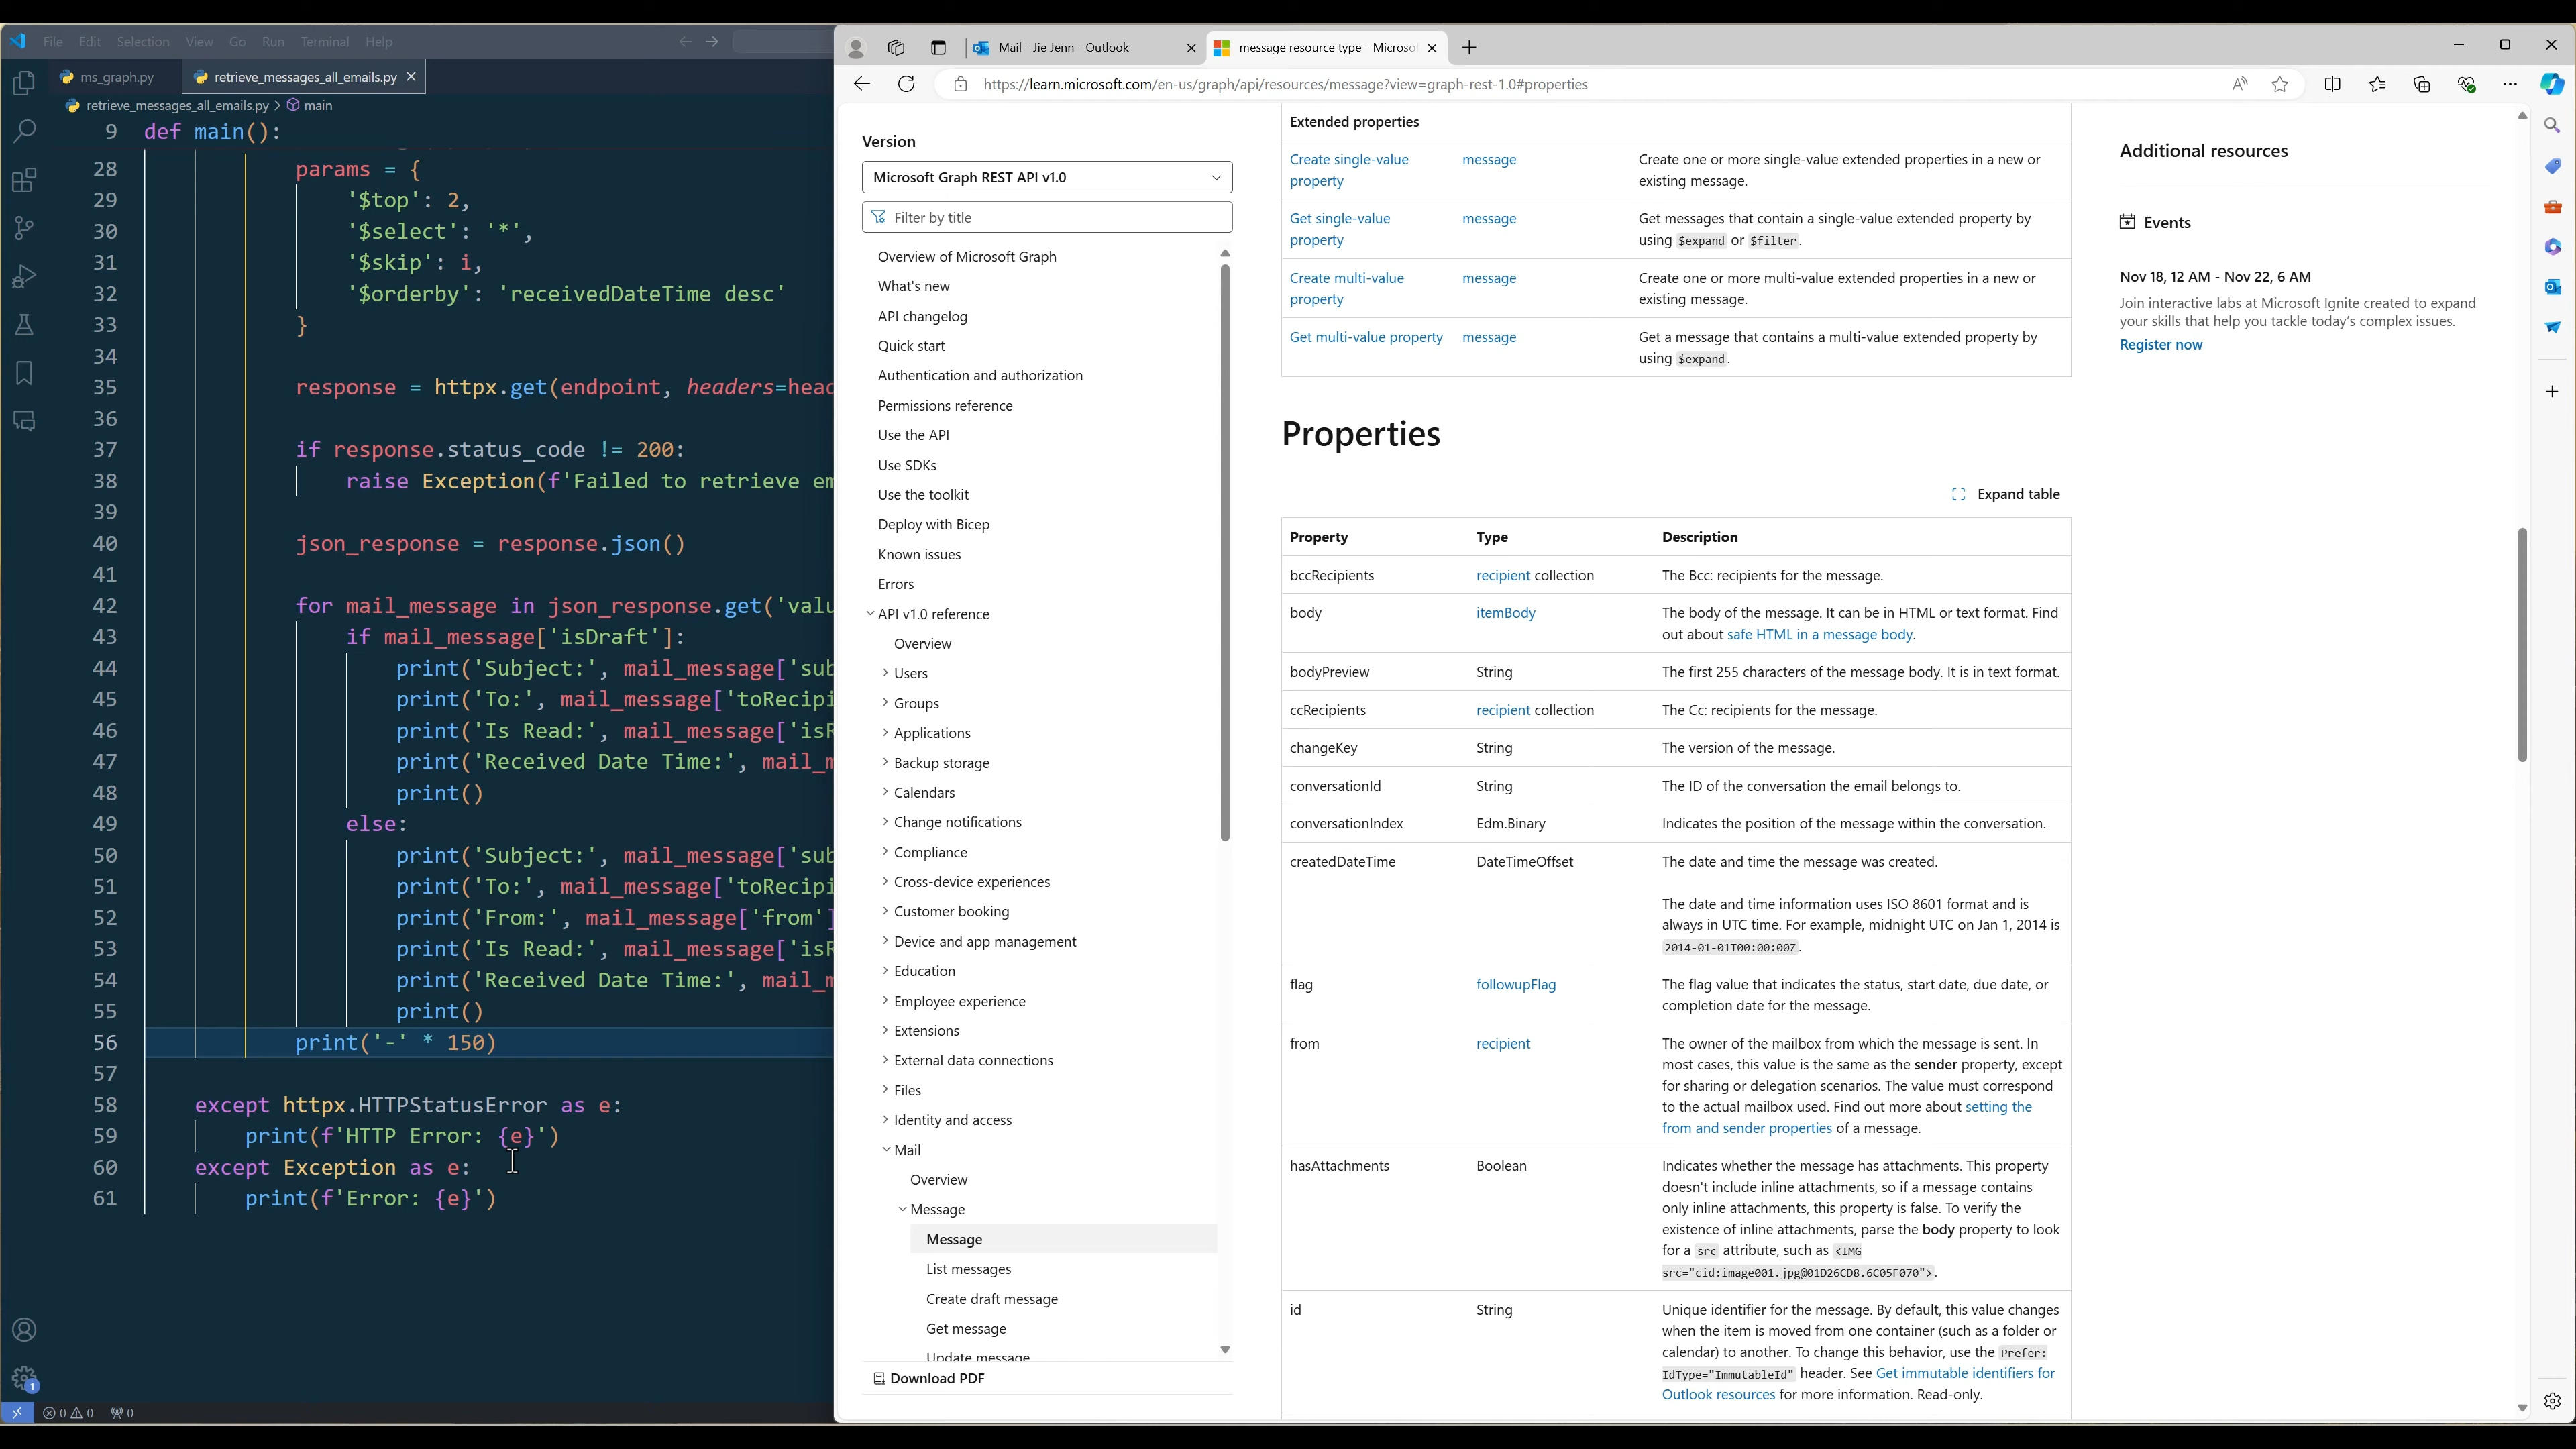 File Edit Selection View Go Run Terminal Help
ms_graph.py retrieve_messages_all_emails.py
retrieve_messages_all_emails.py > main
9 def main():
28 params = {
29 '$top': 2,
30 '$select': '*',
31 '$skip': i,
32 '$orderby': 'receivedDateTime desc'
33 }
34
35 response = httpx.get(endpoint, headers=head
36
37 if response.status_code != 200:
38 raise Exception(f'Failed to retrieve em
39
40 json_response = response.json()
41
42 for mail_message in json_response.get('valu
43 if mail_message['isDraft']:
44 print('Subject:', mail_message['sub
45 print('To:', mail_message['toRecipi
46 print('Is Read:', mail_message['isR
47 print('Received Date Time:', mail_m
48 print()
49 else:
50 print('Subject:', mail_message['sub
51 print('To:', mail_message['toRecipi
52 print('From:', mail_message['from']
53 print('Is Read:', mail_message['isR
54 print('Received Date Time:', mail_m
55 print()
56 print('-' * 150)
57
58 except httpx.HTTPStatusError as e:
59 print(f'HTTP Error: {e}')
60 except Exception as e:
61 print(f'Error: {e}')
1
0 0 0
Mail - Jie Jenn - Outlook
message resource type - Microso
https://learn.microsoft.com/en-us/graph/api/resources/message?view=graph-rest-1.0#properties
Version
Microsoft Graph REST API v1.0
Filter by title
Overview of Microsoft Graph
What's new
API changelog
Quick start
Authentication and authorization
Permissions reference
Use the API
Use SDKs
Use the toolkit
Deploy with Bicep
Known issues
Errors
API v1.0 reference
Overview
Users
Groups
Applications
Backup storage
Calendars
Change notifications
Compliance
Cross-device experiences
Customer booking
Device and app management
Education
Employee experience
Extensions
External data connections
Files
Identity and access
Mail
Overview
Message
Message
List messages
Create draft message
Get message
Update message
Download PDF
Extended properties
Create single-value property message Create one or more single-value extended properties in a new or
existing message.
Get single-value property message Get messages that contain a single-value extended property by
using $expand or $filter.
Create multi-value property message Create one or more multi-value extended properties in a new or
existing message.
Get multi-value property message Get a message that contains a multi-value extended property by
using $expand.
Properties
Expand table
Property Type Description
bccRecipients recipient collection The Bcc: recipients for the message.
body itemBody The body of the message. It can be in HTML or text format. Find
out about safe HTML in a message body.
bodyPreview String The first 255 characters of the message body. It is in text format.
ccRecipients recipient collection The Cc: recipients for the message.
changeKey String The version of the message.
conversationId String The ID of the conversation the email belongs to.
conversationIndex Edm.Binary Indicates the position of the message within the conversation.
createdDateTime DateTimeOffset The date and time the message was created.
The date and time information uses ISO 8601 format and is
always in UTC time. For example, midnight UTC on Jan 1, 2014 is
2014-01-01T00:00:00Z.
flag followupFlag The flag value that indicates the status, start date, due date, or
completion date for the message.
from recipient The owner of the mailbox from which the message is sent. In
most cases, this value is the same as the sender property, except
for sharing or delegation scenarios. The value must correspond
to the actual mailbox used. Find out more about setting the
from and sender properties of a message.
hasAttachments Boolean Indicates whether the message has attachments. This property
doesn't include inline attachments, so if a message contains
only inline attachments, this property is false. To verify the
existence of inline attachments, parse the body property to look
for a src attribute, such as <IMG
src="cid:image001.jpg@01D26CD8.6C05F070">.
id String Unique identifier for the message. By default, this value changes
when the item is moved from one container (such as a folder or
calendar) to another. To change this behavior, use the Prefer:
IdType="ImmutableId" header. See Get immutable identifiers for
Outlook resources for more information. Read-only.
Additional resources
Events
Nov 18, 12 AM - Nov 22, 6 AM
Join interactive labs at Microsoft Ignite created to expand
your skills that help you tackle today's complex issues.
Register now